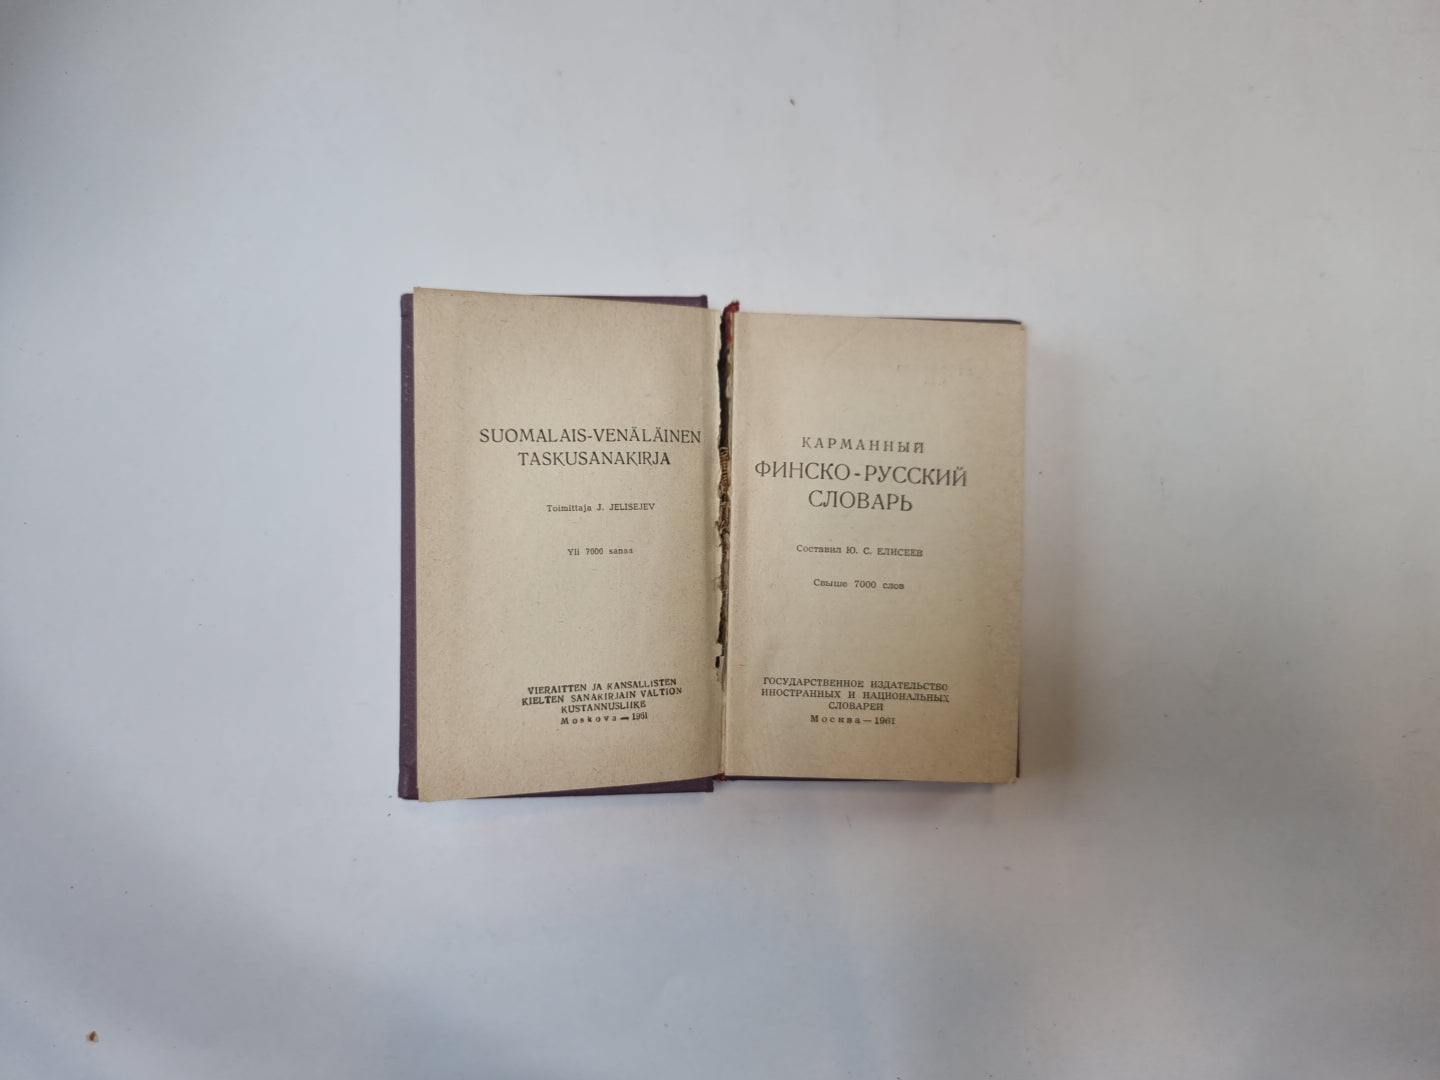 SUOMALAIS-VENÄLÄINEN
TASKUSANAKIRJA
Toimittaja J. JELISEJEV
Yli 7000 sanaa
VIERAITTEN JA KANSALLISTEN
KIELTEN SANAKIRJAIN VALTION
KUSTANNUSLIIKE
Moskova — 1961
КАРМАННЫЙ
ФИНСКО-РУССКИЙ
СЛОВАРЬ
Составил Ю. С. ЕЛИСЕЕВ
Свыше 7000 слов
ГОСУДАРСТВЕННОЕ ИЗДАТЕЛЬСТВО
ИНОСТРАННЫХ И НАЦИОНАЛЬНЫХ
СЛОВАРЕЙ
Москва — 1961